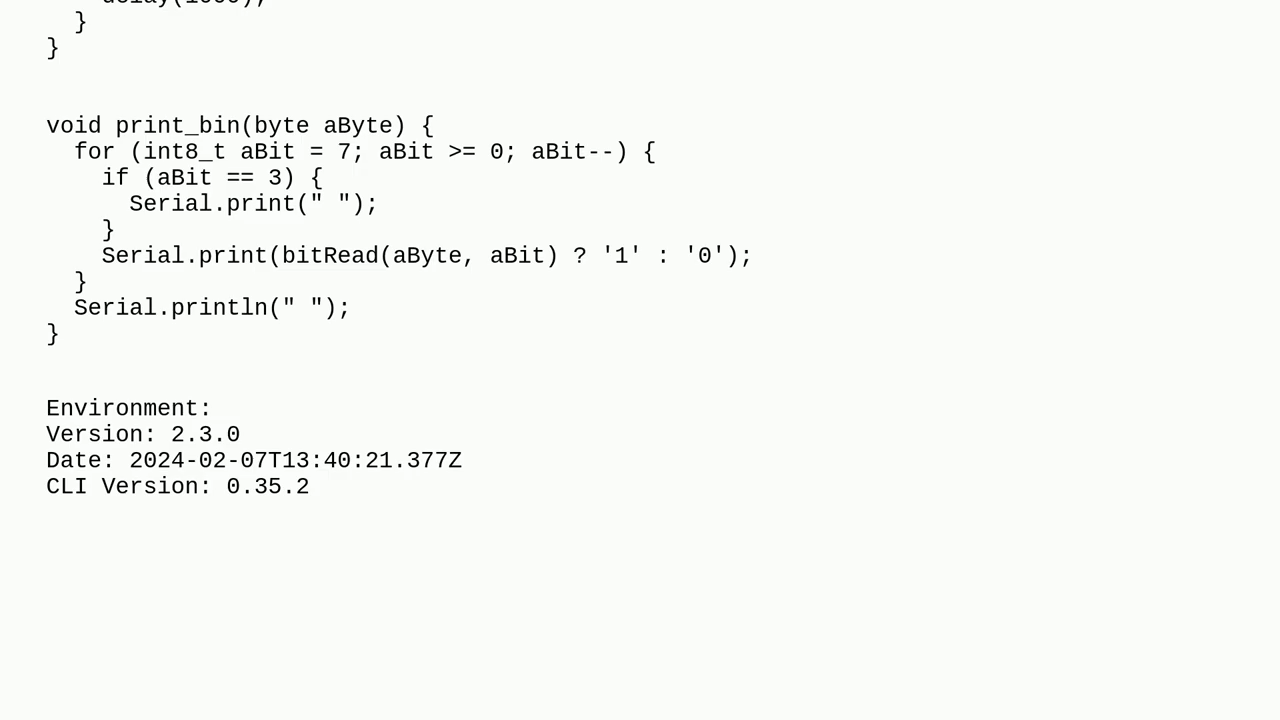 delay(1000);
  }
}
void print_bin(byte aByte) {
  for (int8_t aBit = 7; aBit >= 0; aBit--) {
    if (aBit == 3) {
      Serial.print(" ");
    }
    Serial.print(bitRead(aByte, aBit) ? '1' : '0');
  }
  Serial.println(" ");
}
Environment:
Version: 2.3.0
Date: 2024-02-07T13:40:21.377Z
CLI Version: 0.35.2